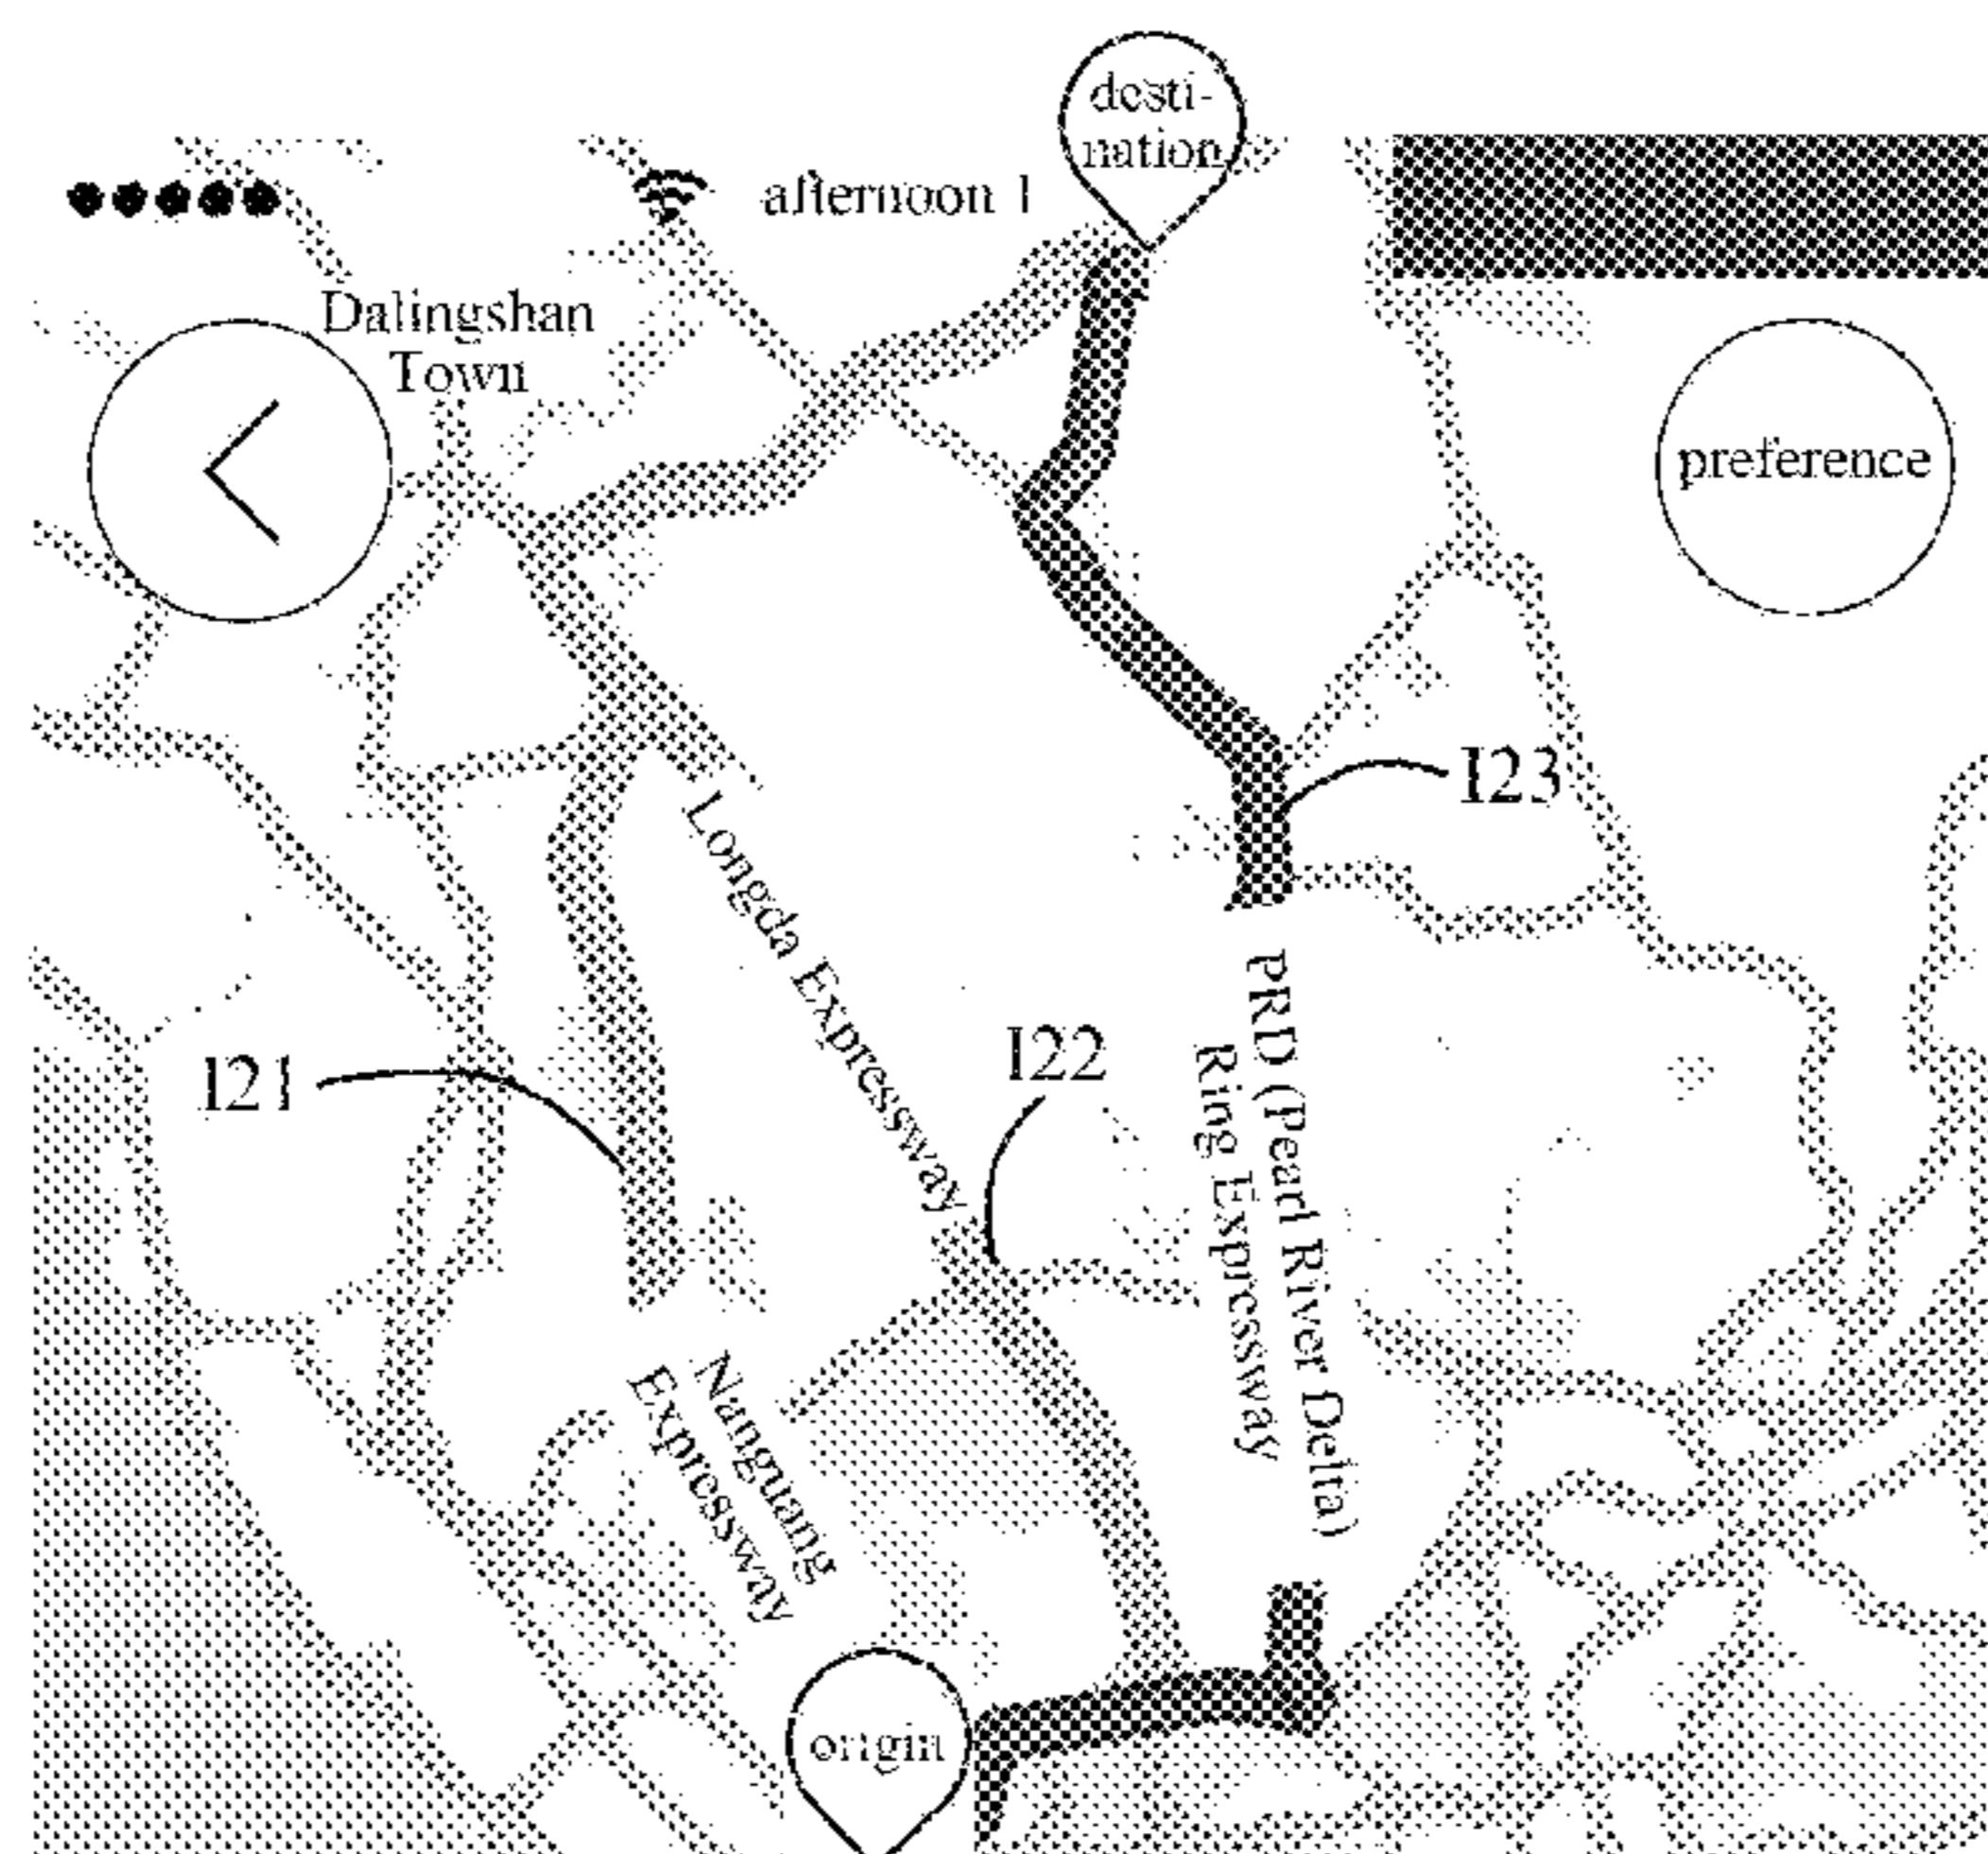 desti-
nation
afternoon 1
Dalingshan
Town
preference
I23
Longda Expressway
PRD (Pearl River Delta)
Ring Expressway
I22
I21
Nanguang
Expressway
origin